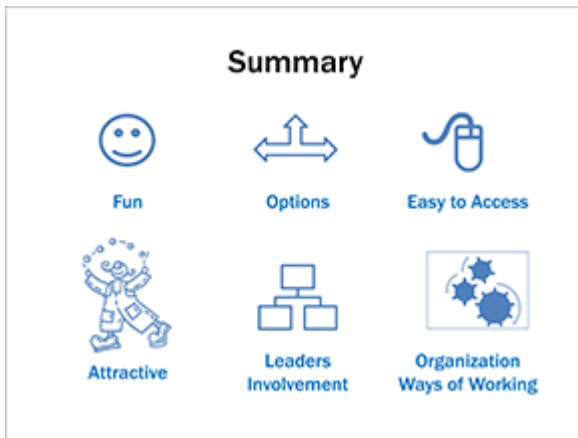 Summary
Fun
Options
Easy to Access
Attractive
Leaders
Involvement
Organization
Ways of Working